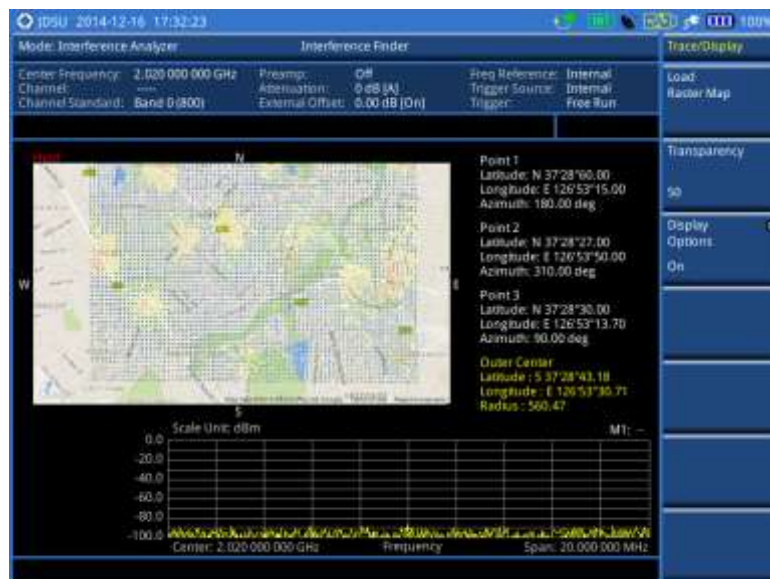 JDSU 2014-12-16 17:32:23
100%
Mode: Interference Analyzer
Interference Finder
Trace/Display
Center Frequency: 2.020 000 000 GHz
Channel: ----
Channel Standard: Band 0 (800)
Preamp: Off
Attenuation: 0 dB [A]
External Offset: 0.00 dB [On]
Freq Reference: Internal
Trigger Source: Internal
Trigger: Free Run
Load
Raster Map
Transparency
50
Display
Options
On
Hold
N
W
E
S
Point 1
Latitude: N 37'28"60.00
Longitude: E 126'53"15.00
Azimuth: 180.00 deg
Point 2
Latitude: N 37'28"27.00
Longitude: E 126'53"50.00
Azimuth: 310.00 deg
Point 3
Latitude: N 37'28"30.00
Longitude: E 126'53"13.70
Azimuth: 90.00 deg
Outer Center
Latitude : S 37'28"43.18
Longitude : E 126'53"30.71
Radius : 560.47
Scale Unit: dBm
M1: --
0.0
-20.0
-40.0
-60.0
-80.0
-100.0
Center: 2.020 000 000 GHz
Frequency
Span: 20.000 000 MHz